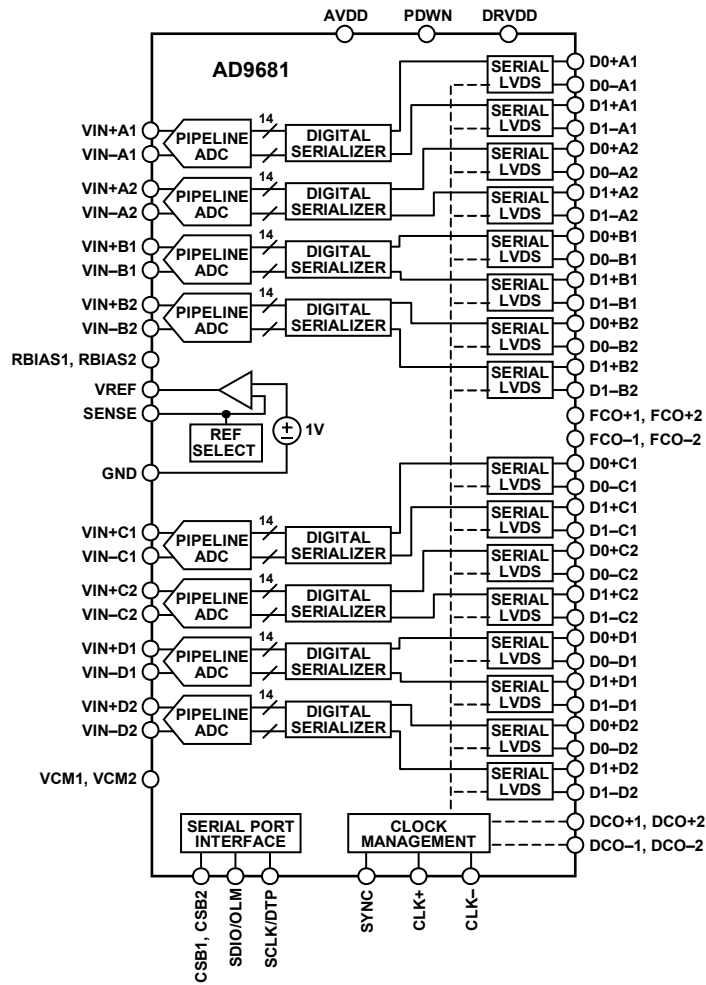 AVDD
PDWN
DRVDD
AD9681
VIN+A1
VIN–A1
PIPELINE
ADC
14
DIGITAL
SERIALIZER
VIN+A2
VIN–A2
PIPELINE
ADC
14
DIGITAL
SERIALIZER
VIN+B1
VIN–B1
PIPELINE
ADC
14
DIGITAL
SERIALIZER
VIN+B2
VIN–B2
PIPELINE
ADC
14
DIGITAL
SERIALIZER
SERIAL
LVDS
D0+A1
D0–A1
SERIAL
LVDS
D1+A1
D1–A1
SERIAL
LVDS
D0+A2
D0–A2
SERIAL
LVDS
D1+A2
D1–A2
SERIAL
LVDS
D0+B1
D0–B1
SERIAL
LVDS
D1+B1
D1–B1
SERIAL
LVDS
D0+B2
D0–B2
SERIAL
LVDS
D1+B2
D1–B2
RBIAS1, RBIAS2
VREF
SENSE
REF
SELECT
1V
GND
FCO+1, FCO+2
FCO–1, FCO–2
VIN+C1
VIN–C1
PIPELINE
ADC
14
DIGITAL
SERIALIZER
VIN+C2
VIN–C2
PIPELINE
ADC
14
DIGITAL
SERIALIZER
VIN+D1
VIN–D1
PIPELINE
ADC
14
DIGITAL
SERIALIZER
VIN+D2
VIN–D2
PIPELINE
ADC
14
DIGITAL
SERIALIZER
SERIAL
LVDS
D0+C1
D0–C1
SERIAL
LVDS
D1+C1
D1–C1
SERIAL
LVDS
D0+C2
D0–C2
SERIAL
LVDS
D1+C2
D1–C2
SERIAL
LVDS
D0+D1
D0–D1
SERIAL
LVDS
D1+D1
D1–D1
SERIAL
LVDS
D0+D2
D0–D2
SERIAL
LVDS
D1+D2
D1–D2
VCM1, VCM2
SERIAL PORT
INTERFACE
CLOCK
MANAGEMENT
DCO+1, DCO+2
DCO–1, DCO–2
CSB1, CSB2
SDIO/OLM
SCLK/DTP
SYNC
CLK+
CLK–